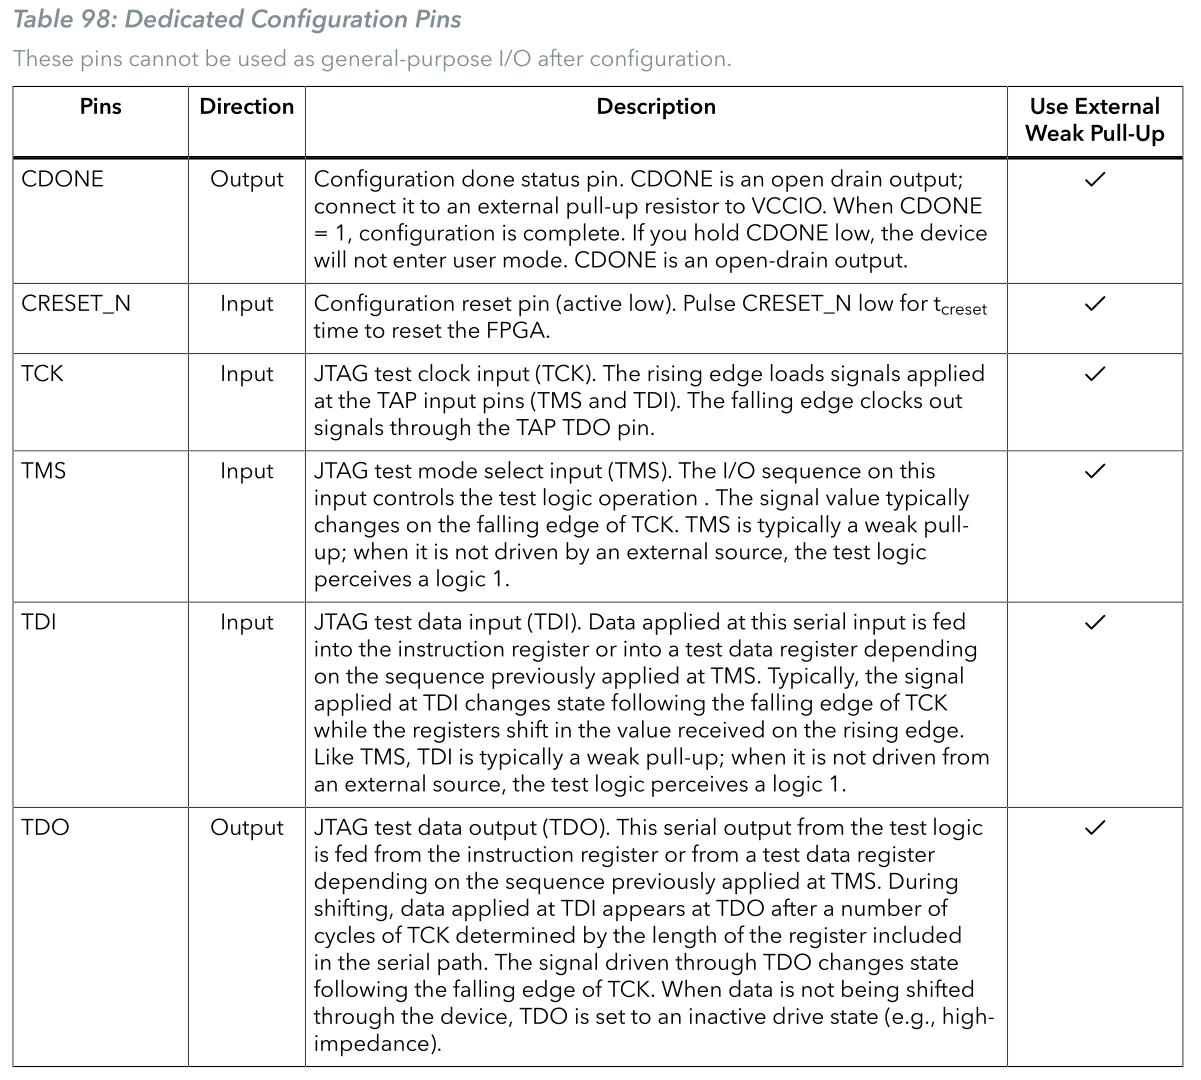 Table 98: Dedicated Configuration Pins
These pins cannot be used as general-purpose I/O after configuration.
Pins Direction Description Use External
Weak Pull-Up
CDONE Output Configuration done status pin. CDONE is an open drain output; ✓
connect it to an external pull-up resistor to VCCIO. When CDONE
= 1, configuration is complete. If you hold CDONE low, the device
will not enter user mode. CDONE is an open-drain output.
CRESET_N Input Configuration reset pin (active low). Pulse CRESET_N low for tcreset ✓
time to reset the FPGA.
TCK Input JTAG test clock input (TCK). The rising edge loads signals applied ✓
at the TAP input pins (TMS and TDI). The falling edge clocks out
signals through the TAP TDO pin.
TMS Input JTAG test mode select input (TMS). The I/O sequence on this ✓
input controls the test logic operation . The signal value typically
changes on the falling edge of TCK. TMS is typically a weak pull-
up; when it is not driven by an external source, the test logic
perceives a logic 1.
TDI Input JTAG test data input (TDI). Data applied at this serial input is fed ✓
into the instruction register or into a test data register depending
on the sequence previously applied at TMS. Typically, the signal
applied at TDI changes state following the falling edge of TCK
while the registers shift in the value received on the rising edge.
Like TMS, TDI is typically a weak pull-up; when it is not driven from
an external source, the test logic perceives a logic 1.
TDO Output JTAG test data output (TDO). This serial output from the test logic ✓
is fed from the instruction register or from a test data register
depending on the sequence previously applied at TMS. During
shifting, data applied at TDI appears at TDO after a number of
cycles of TCK determined by the length of the register included
in the serial path. The signal driven through TDO changes state
following the falling edge of TCK. When data is not being shifted
through the device, TDO is set to an inactive drive state (e.g., high-
impedance).